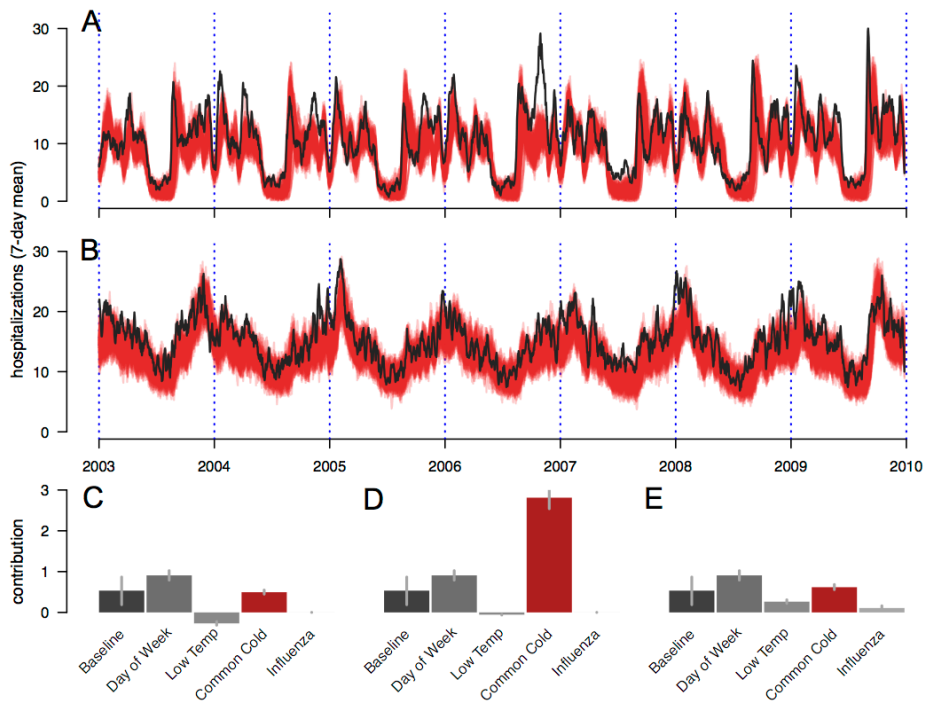 A
30
20
10
0
hospitalizations (7-day mean)
B
30
20
10
0
2003 2004 2005 2006 2007 2008 2009 2010
C D E
3
2
1
0
contribution
Baseline Day of Week Low Temp Common Cold Influenza
Baseline Day of Week Low Temp Common Cold Influenza
Baseline Day of Week Low Temp Common Cold Influenza